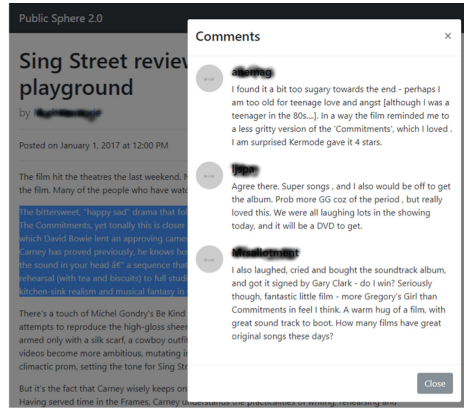 Public Sphere 2.0
Sing Street review
playground
by
Posted on January 1, 2017 at 12:00 PM
The film hit the theatres the last weekend.
the film. Many of the people who have
The bittersweet, "happy sad" drama that
The Commitments, yet tonally this is closer
which David Bowie lent an approving
Carney has proved previously, he knows
the sound in your head â€" a sequence
rehearsal (with tea and biscuits) to full
kitchen-sink realism and musical fantasy in
There's a touch of Michel Gondry's Be Kind
attempts to reproduce the high-gloss sheen
armed only with a silk scarf, a cowboy
videos become more ambitious, mutating
climactic prom, setting the tone for Sing
But it's the fact that Carney wisely keeps
Having served time in the Frames, Carney understands the practicalities of writing, rehearsing and
Comments
×
I found it a bit too sugary towards the end - perhaps I
am too old for teenage love and angst [although I was a
teenager in the 80s...]. In a way the film reminded me to
a less gritty version of the 'Commitments', which I loved .
I am surprised Kermode gave it 4 stars.
Agree there. Super songs , and I also would be off to get
the album. Prob more GG coz of the period , but really
loved this. We were all laughing lots in the showing
today, and it will be a DVD to get.
I also laughed, cried and bought the soundtrack album,
and got it signed by Gary Clark - do I win? Seriously
though, fantastic little film - more Gregory's Girl than
Commitments in feel I think. A warm hug of a film, with
great sound track to boot. How many films have great
original songs these days?
Close